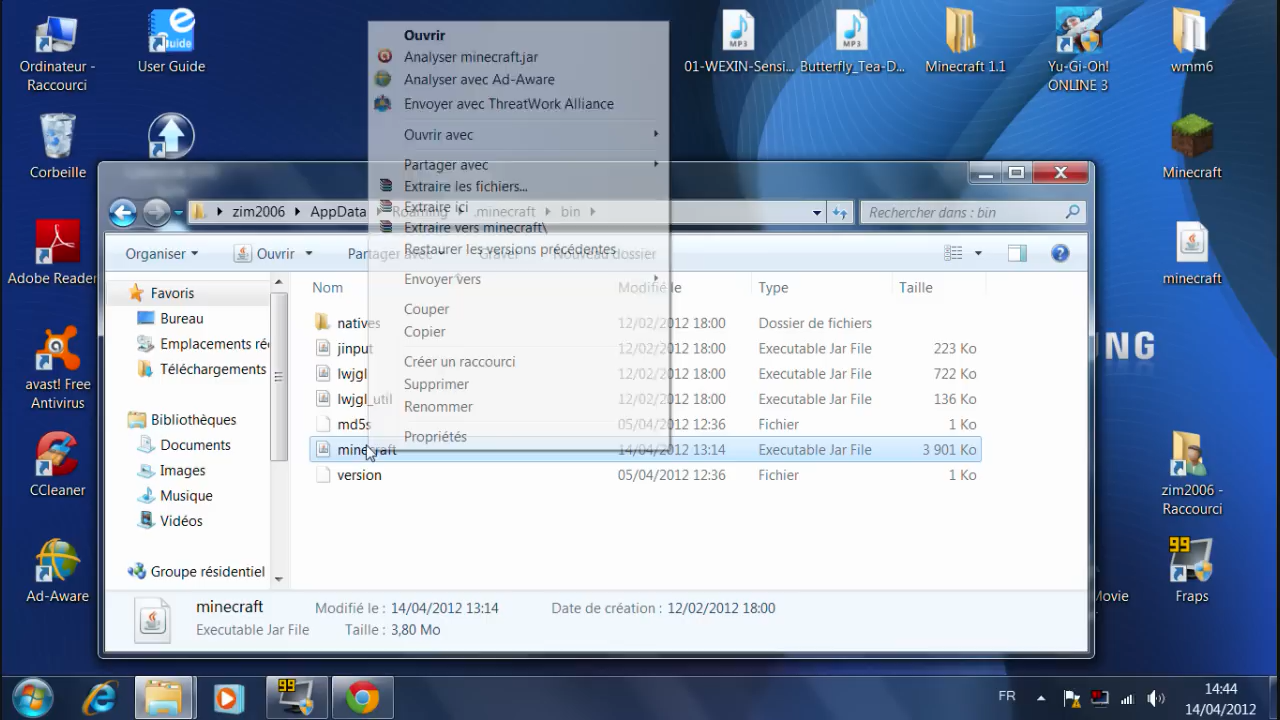 Ordinateur -
Raccourci
User Guide
Corbeille
Adobe Reader
avast! Free
Antivirus
CCleaner
Ad-Aware
MP3
01-WEXIN-Sensi...
MP3
Butterfly_Tea-D...
Minecraft 1.1
Yu-Gi-Oh!
ONLINE 3
wmm6
Minecraft
minecraft
zim2006 -
Raccourci
99
Fraps
Movie
Ouvrir
Analyser minecraft.jar
Analyser avec Ad-Aware
Envoyer avec ThreatWork Alliance
Ouvrir avec
Partager avec
Extraire les fichiers...
Extraire ici
Extraire vers minecraft\
Restaurer les versions précédentes
Envoyer vers
Couper
Copier
Créer un raccourci
Supprimer
Renommer
Propriétés
zim2006
AppData
Roaming
.minecraft
bin
Rechercher dans : bin
Organiser
Ouvrir
Partager avec
Graver
Nouveau dossier
Favoris
Bureau
Emplacements ré
Téléchargements
Bibliothèques
Documents
Images
Musique
Vidéos
Groupe résidentiel
Nom Modifié le Type Taille
natives 12/02/2012 18:00 Dossier de fichiers
jinput 12/02/2012 18:00 Executable Jar File 223 Ko
lwjgl 12/02/2012 18:00 Executable Jar File 722 Ko
lwjgl_util 12/02/2012 18:00 Executable Jar File 136 Ko
md5s 05/04/2012 12:36 Fichier 1 Ko
minecraft 14/04/2012 13:14 Executable Jar File 3 901 Ko
version 05/04/2012 12:36 Fichier 1 Ko
minecraft Modifié le : 14/04/2012 13:14 Date de création : 12/02/2012 18:00
Executable Jar File Taille : 3,80 Mo
99
FR
14:44
14/04/2012